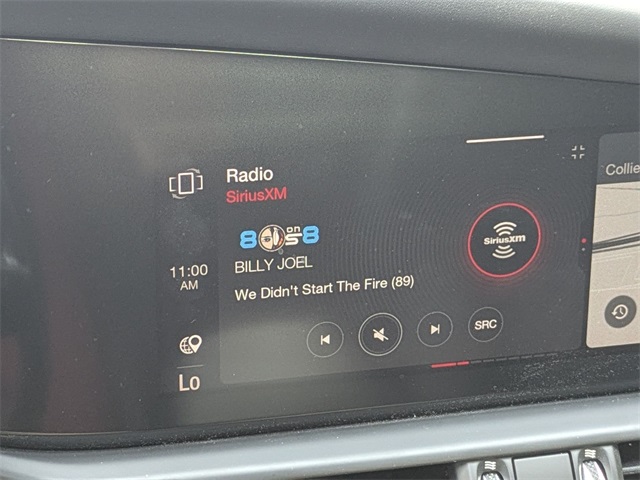 Radio
SiriusXM
8 on 8
BILLY JOEL
We Didn't Start The Fire (89)
11:00
AM
Lo
SiriusXM
SRC
Collie